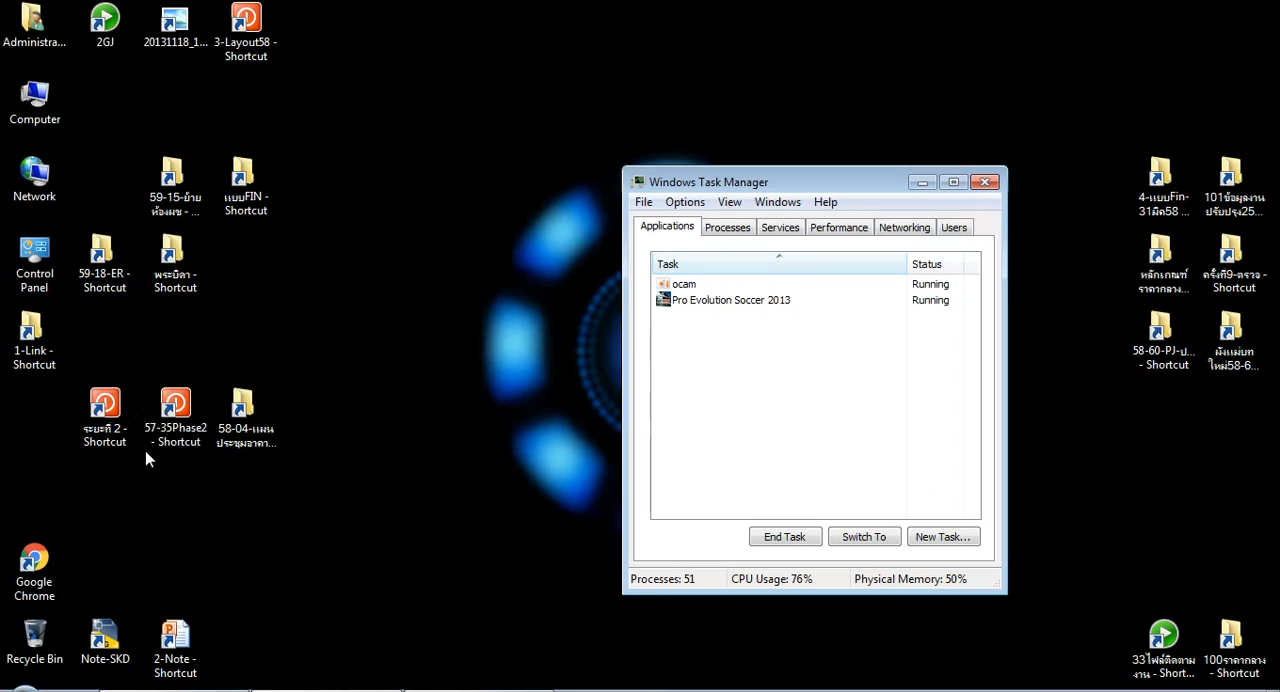 Administra...
2GJ
20131118_1...
3-Layout58 -
Shortcut
Computer
Network
59-15-ย้าย
ห้องมช - ...
แบบFIN -
Shortcut
Control
Panel
59-18-ER -
Shortcut
พระบิดา -
Shortcut
1-Link -
Shortcut
ระยะที่ 2 -
Shortcut
57-35Phase2
- Shortcut
58-04-แผน
ประชุมอาคา...
Google
Chrome
Recycle Bin
Note-SKD
2-Note -
Shortcut
Windows Task Manager
File
Options
View
Windows
Help
Applications
Processes
Services
Performance
Networking
Users
Task
Status
ocam
Running
Pro Evolution Soccer 2013
Running
End Task
Switch To
New Task...
Processes: 51
CPU Usage: 76%
Physical Memory: 50%
4-แบบFin-
31มีค58 ...
101ข้อมูลงาน
ปรับปรุง25...
หลักเกณฑ์
ราคากลาง...
ครั้งที่9-ตรวจ -
Shortcut
58-60-PJ-ป...
- Shortcut
ผังแม่บท
ใหม่58-6...
33ไฟล์ติดตาม
งาน - Short...
100ราคากลาง
- Shortcut